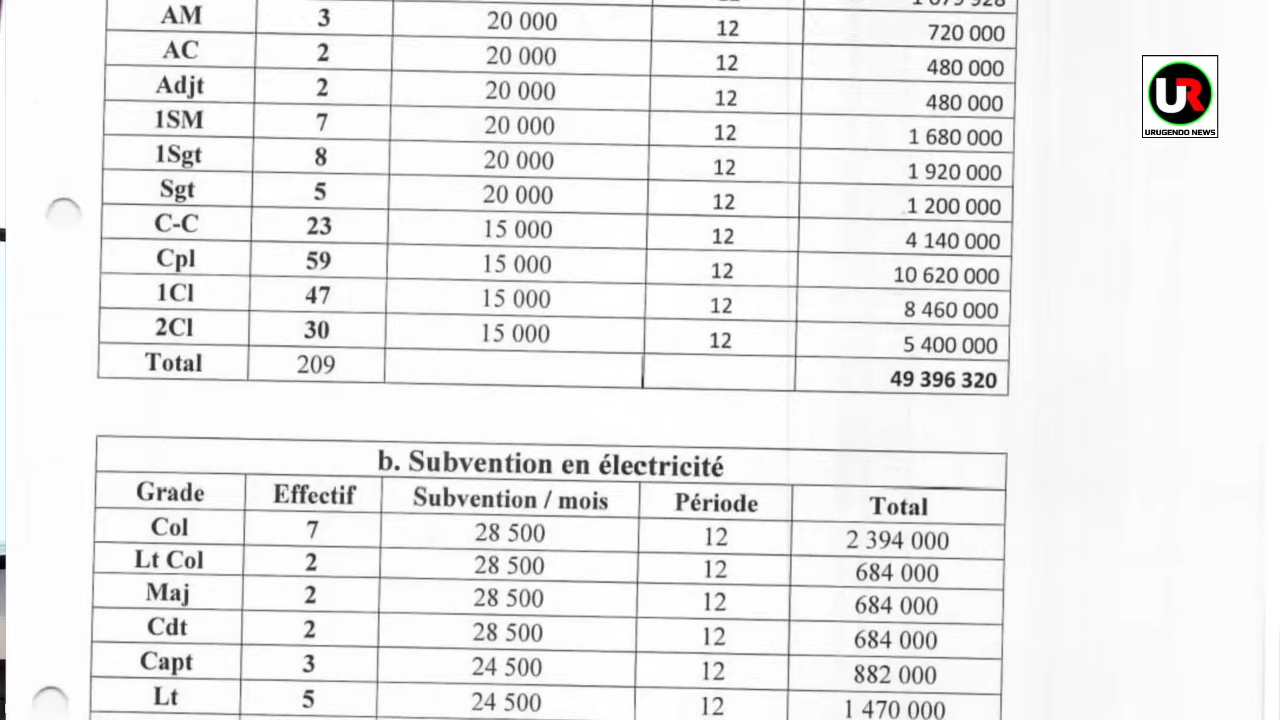 AM 3 20 000 12 720 000
AC 2 20 000 12 480 000
Adjt 2 20 000 12 480 000
1SM 7 20 000 12 1 680 000
1Sgt 8 20 000 12 1 920 000
Sgt 5 20 000 12 1 200 000
C-C 23 15 000 12 4 140 000
Cpl 59 15 000 12 10 620 000
1Cl 47 15 000 12 8 460 000
2Cl 30 15 000 12 5 400 000
Total 209 49 396 320
b. Subvention en électricité
Grade Effectif Subvention / mois Période Total
Col 7 28 500 12 2 394 000
Lt Col 2 28 500 12 684 000
Maj 2 28 500 12 684 000
Cdt 2 28 500 12 684 000
Capt 3 24 500 12 882 000
Lt 5 24 500 12 1 470 000
UR
URUGENDO NEWS